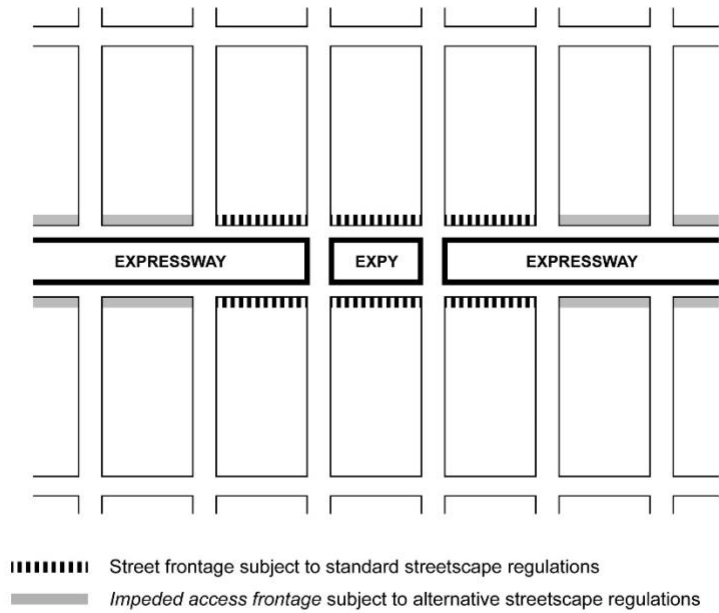 EXPRESSWAY EXPY EXPRESSWAY
Street frontage subject to standard streetscape regulations
Impeded access frontage subject to alternative streetscape regulations